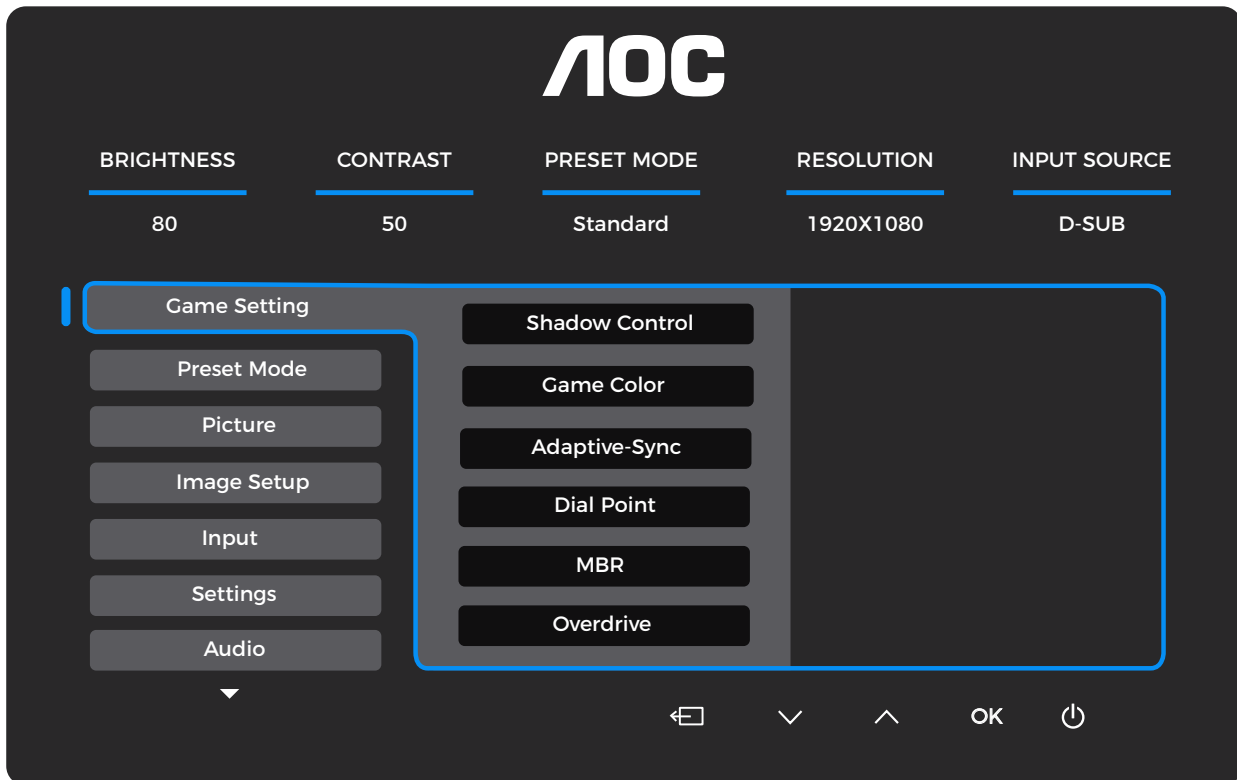 AOC
BRIGHTNESS CONTRAST PRESET MODE RESOLUTION INPUT SOURCE
80 50 Standard 1920X1080 D-SUB
Game Setting
Preset Mode
Picture
Image Setup
Input
Settings
Audio
Shadow Control
Game Color
Adaptive-Sync
Dial Point
MBR
Overdrive
OK